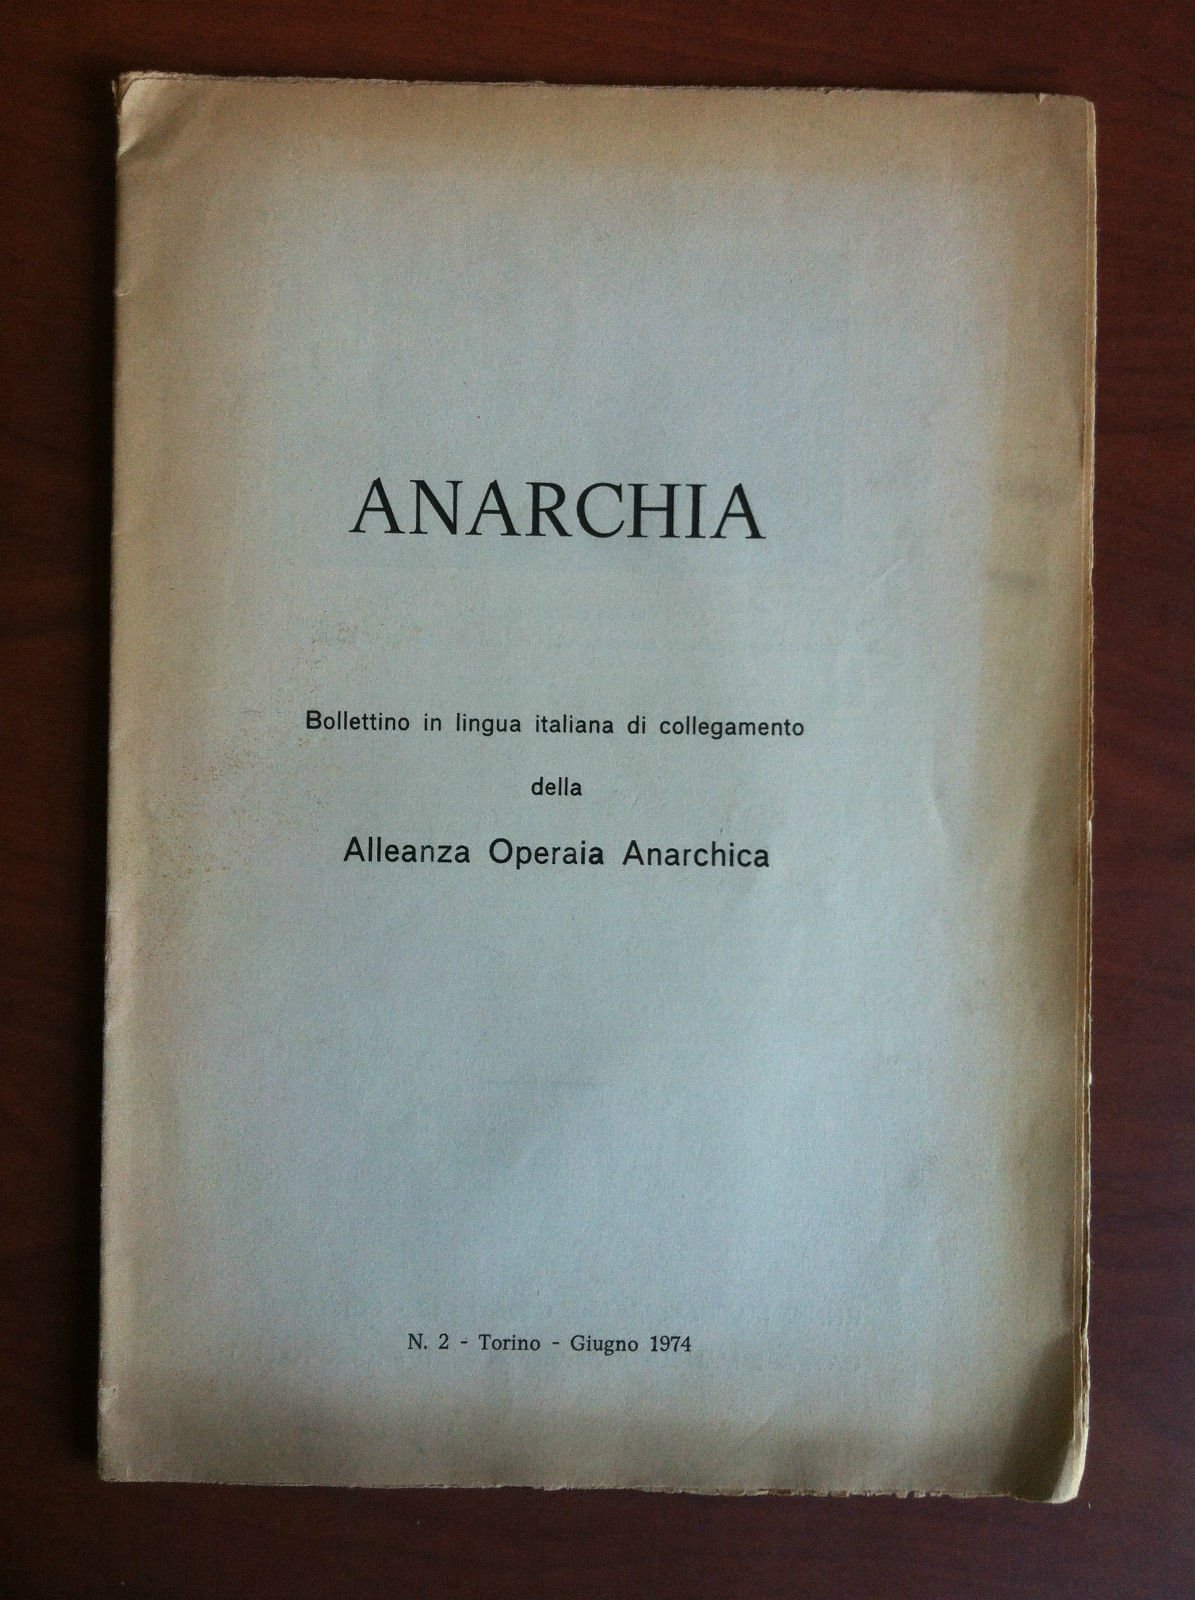 ANARCHIA
Bollettino in lingua italiana di collegamento
della
Alleanza Operaia Anarchica
N. 2 - Torino - Giugno 1974